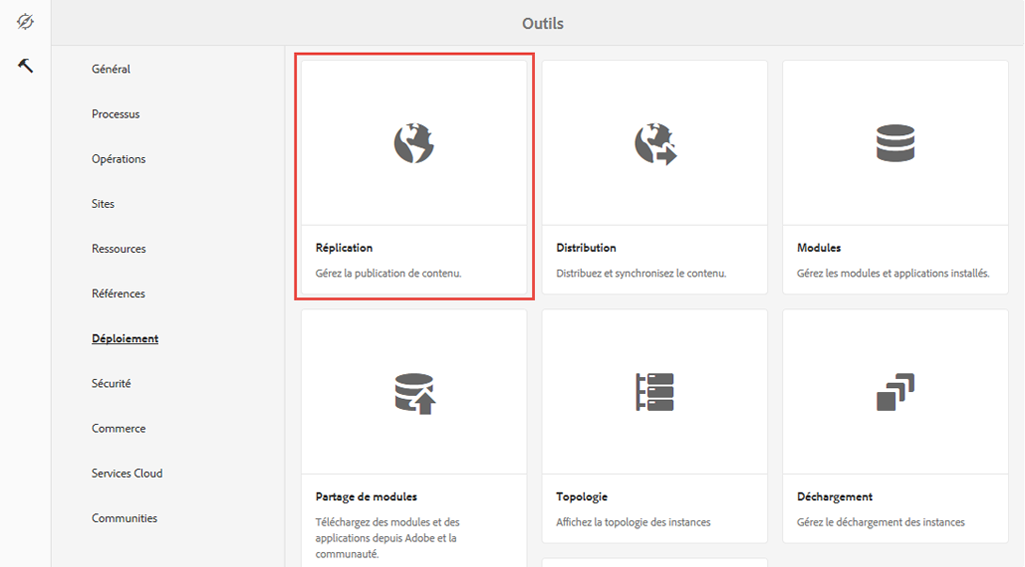 Outils
Général
Processus
Opérations
Sites
Ressources
Références
Déploiement
Sécurité
Commerce
Services Cloud
Communities
Réplication
Gérez la publication de contenu.
Distribution
Distribuez et synchronisez le contenu.
Modules
Gérez les modules et applications installés.
Partage de modules
Téléchargez des modules et des
applications depuis Adobe et la
communauté.
Topologie
Affichez la topologie des instances
Déchargement
Gérez le déchargement des instances